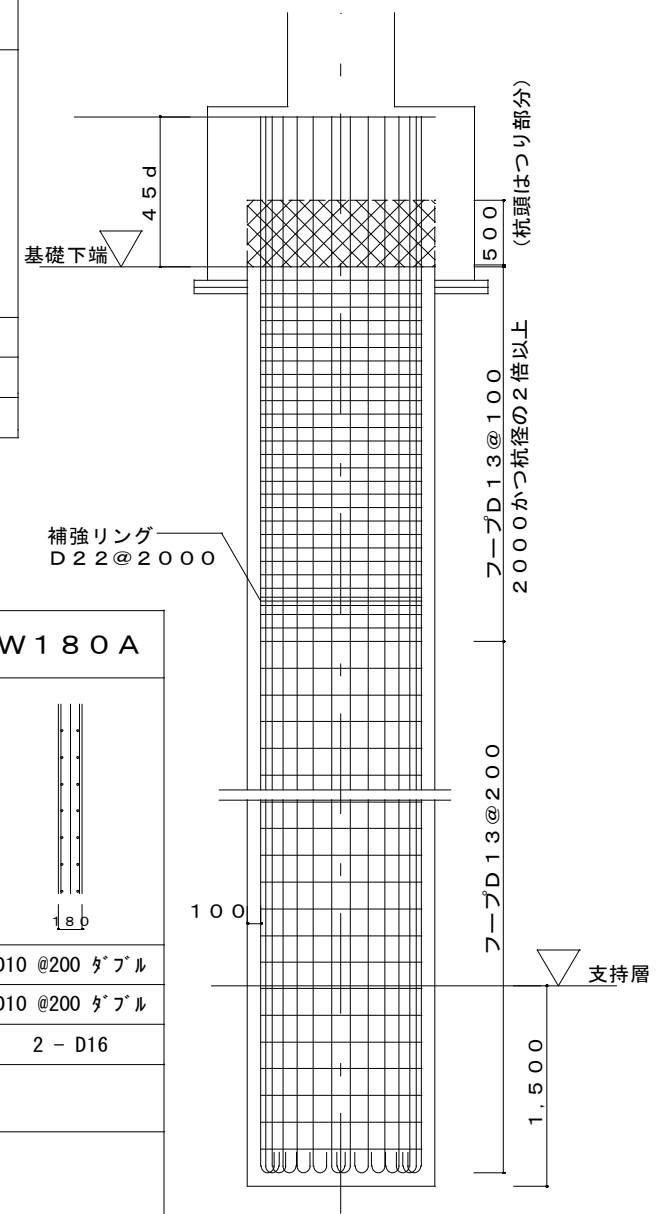 (杭頭はつり部分)
500
45d
基礎下端
フープD13@100
2000かつ杭径の2倍以上
補強リング
D22@2000
W180A
フープD13@200
180
100
D10 @200 ダブル
D10 @200 ダブル
2 - D16
支持層
1,500